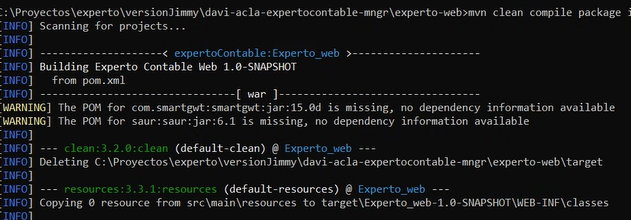 C:\Proyectos\experto\versionJimmy\davi-acla-expertocontable-mngr\experto-web>mvn clean compile package i
[INFO] Scanning for projects...
[INFO]
[INFO] ------------------< expertoContable:Experto_web >-------------------
[INFO] Building Experto Contable Web 1.0-SNAPSHOT
[INFO]   from pom.xml
[INFO] --------------------------------[ war ]---------------------------------
[WARNING] The POM for com.smartgwt:smartgwt:jar:15.0d is missing, no dependency information available
[WARNING] The POM for saur:saur:jar:6.1 is missing, no dependency information available
[INFO]
[INFO] --- clean:3.2.0:clean (default-clean) @ Experto_web ---
[INFO] Deleting C:\Proyectos\experto\versionJimmy\davi-acla-expertocontable-mngr\experto-web\target
[INFO]
[INFO] --- resources:3.3.1:resources (default-resources) @ Experto_web ---
[INFO] Copying 0 resource from src\main\resources to target\Experto_web-1.0-SNAPSHOT\WEB-INF\classes
[INFO]